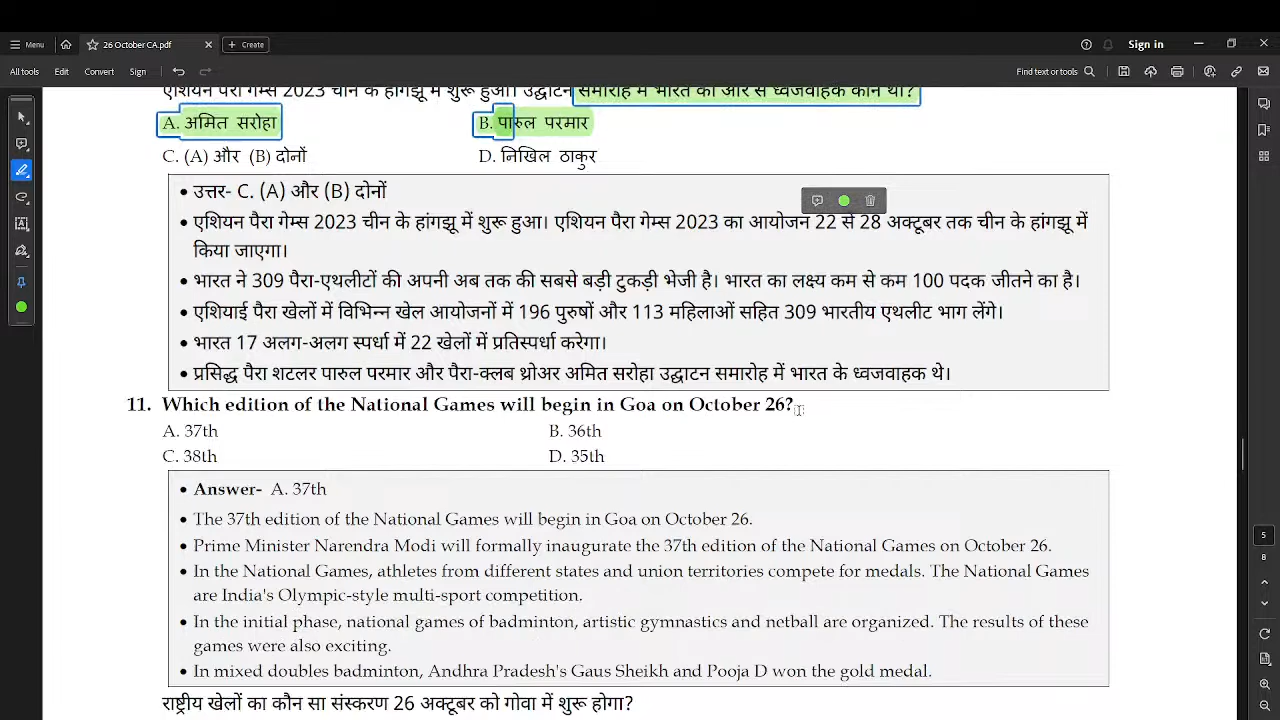 Menu
26 October CA.pdf
Create
Sign in
All tools
Edit
Convert
Sign
Find text or tools
एशियन पैरा गेम्स 2023 चीन के हांगझू में शुरू हुआ। उद्घाटन समारोह में भारत की ओर से ध्वजवाहक कौन था?
A. अमित सरोहा B. पारुल परमार
C. (A) और (B) दोनों D. निखिल ठाकुर
• उत्तर- C. (A) और (B) दोनों
• एशियन पैरा गेम्स 2023 चीन के हांगझू में शुरू हुआ। एशियन पैरा गेम्स 2023 का आयोजन 22 से 28 अक्टूबर तक चीन के हांगझू में
किया जाएगा।
• भारत ने 309 पैरा-एथलीटों की अपनी अब तक की सबसे बड़ी टुकड़ी भेजी है। भारत का लक्ष्य कम से कम 100 पदक जीतने का है।
• एशियाई पैरा खेलों में विभिन्न खेल आयोजनों में 196 पुरुषों और 113 महिलाओं सहित 309 भारतीय एथलीट भाग लेंगे।
• भारत 17 अलग-अलग स्पर्धा में 22 खेलों में प्रतिस्पर्धा करेगा।
• प्रसिद्ध पैरा शटलर पारुल परमार और पैरा-क्लब थ्रोअर अमित सरोहा उद्घाटन समारोह में भारत के ध्वजवाहक थे।
11. Which edition of the National Games will begin in Goa on October 26?
A. 37th B. 36th
C. 38th D. 35th
• Answer- A. 37th
• The 37th edition of the National Games will begin in Goa on October 26.
• Prime Minister Narendra Modi will formally inaugurate the 37th edition of the National Games on October 26.
• In the National Games, athletes from different states and union territories compete for medals. The National Games
are India's Olympic-style multi-sport competition.
• In the initial phase, national games of badminton, artistic gymnastics and netball are organized. The results of these
games were also exciting.
• In mixed doubles badminton, Andhra Pradesh's Gaus Sheikh and Pooja D won the gold medal.
राष्ट्रीय खेलों का कौन सा संस्करण 26 अक्टूबर को गोवा में शुरू होगा?
5
8